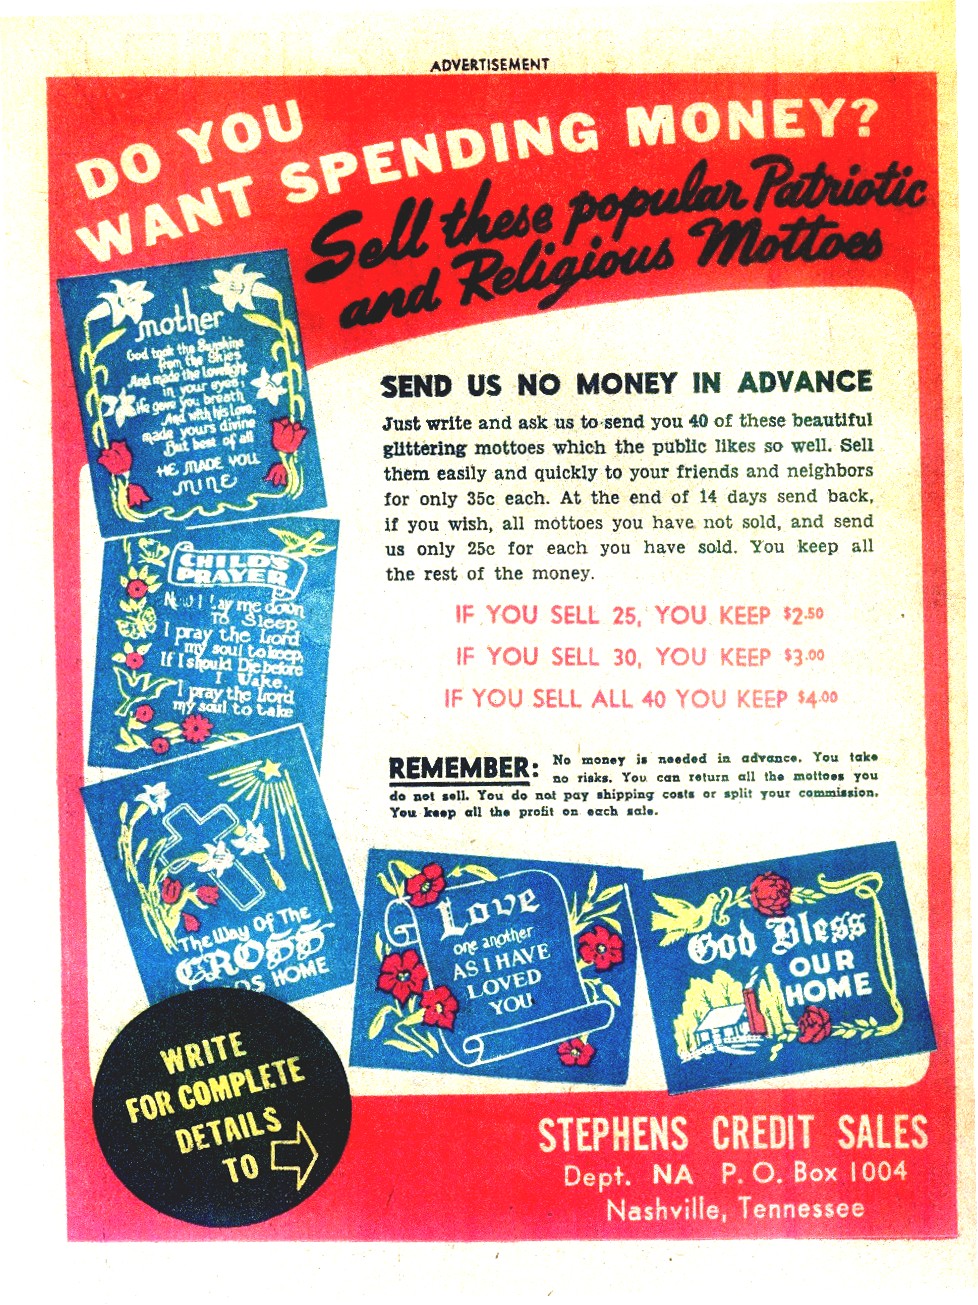 ADVERTISEMENT
DO YOU
WANT SPENDING MONEY?
Sell these popular Patriotic
and Religious Mottoes
mother
God took the Sunshine
from the Skies
And made the Lovelight
in your eyes;
He gave you breath
And with his Love,
made yours divine
But best of all
HE MADE YOU
MINE
CHILD'S
PRAYER
Now I Lay me down
To Sleep
I pray the Lord
my soul to keep,
If I should Die before
I Wake,
I pray the Lord
my soul to take
The Way Of The
CROSS
DS HOME
SEND US NO MONEY IN ADVANCE
Just write and ask us to send you 40 of these beautiful
glittering mottoes which the public likes so well. Sell
them easily and quickly to your friends and neighbors
for only 35c each. At the end of 14 days send back,
if you wish, all mottoes you have not sold, and send
us only 25c for each you have sold. You keep all
the rest of the money.
IF YOU SELL 25, YOU KEEP $2.50
IF YOU SELL 30, YOU KEEP $3.00
IF YOU SELL ALL 40 YOU KEEP $4.00
REMEMBER: No money is needed in advance. You take
no risks. You can return all the mottoes you
do not sell. You do not pay shipping costs or split your commission.
You keep all the profit on each sale.
Love
one another
AS I HAVE
LOVED
YOU
God Bless
OUR
HOME
WRITE
FOR COMPLETE
DETAILS
TO
STEPHENS CREDIT SALES
Dept. NA P. O. Box 1004
Nashville, Tennessee